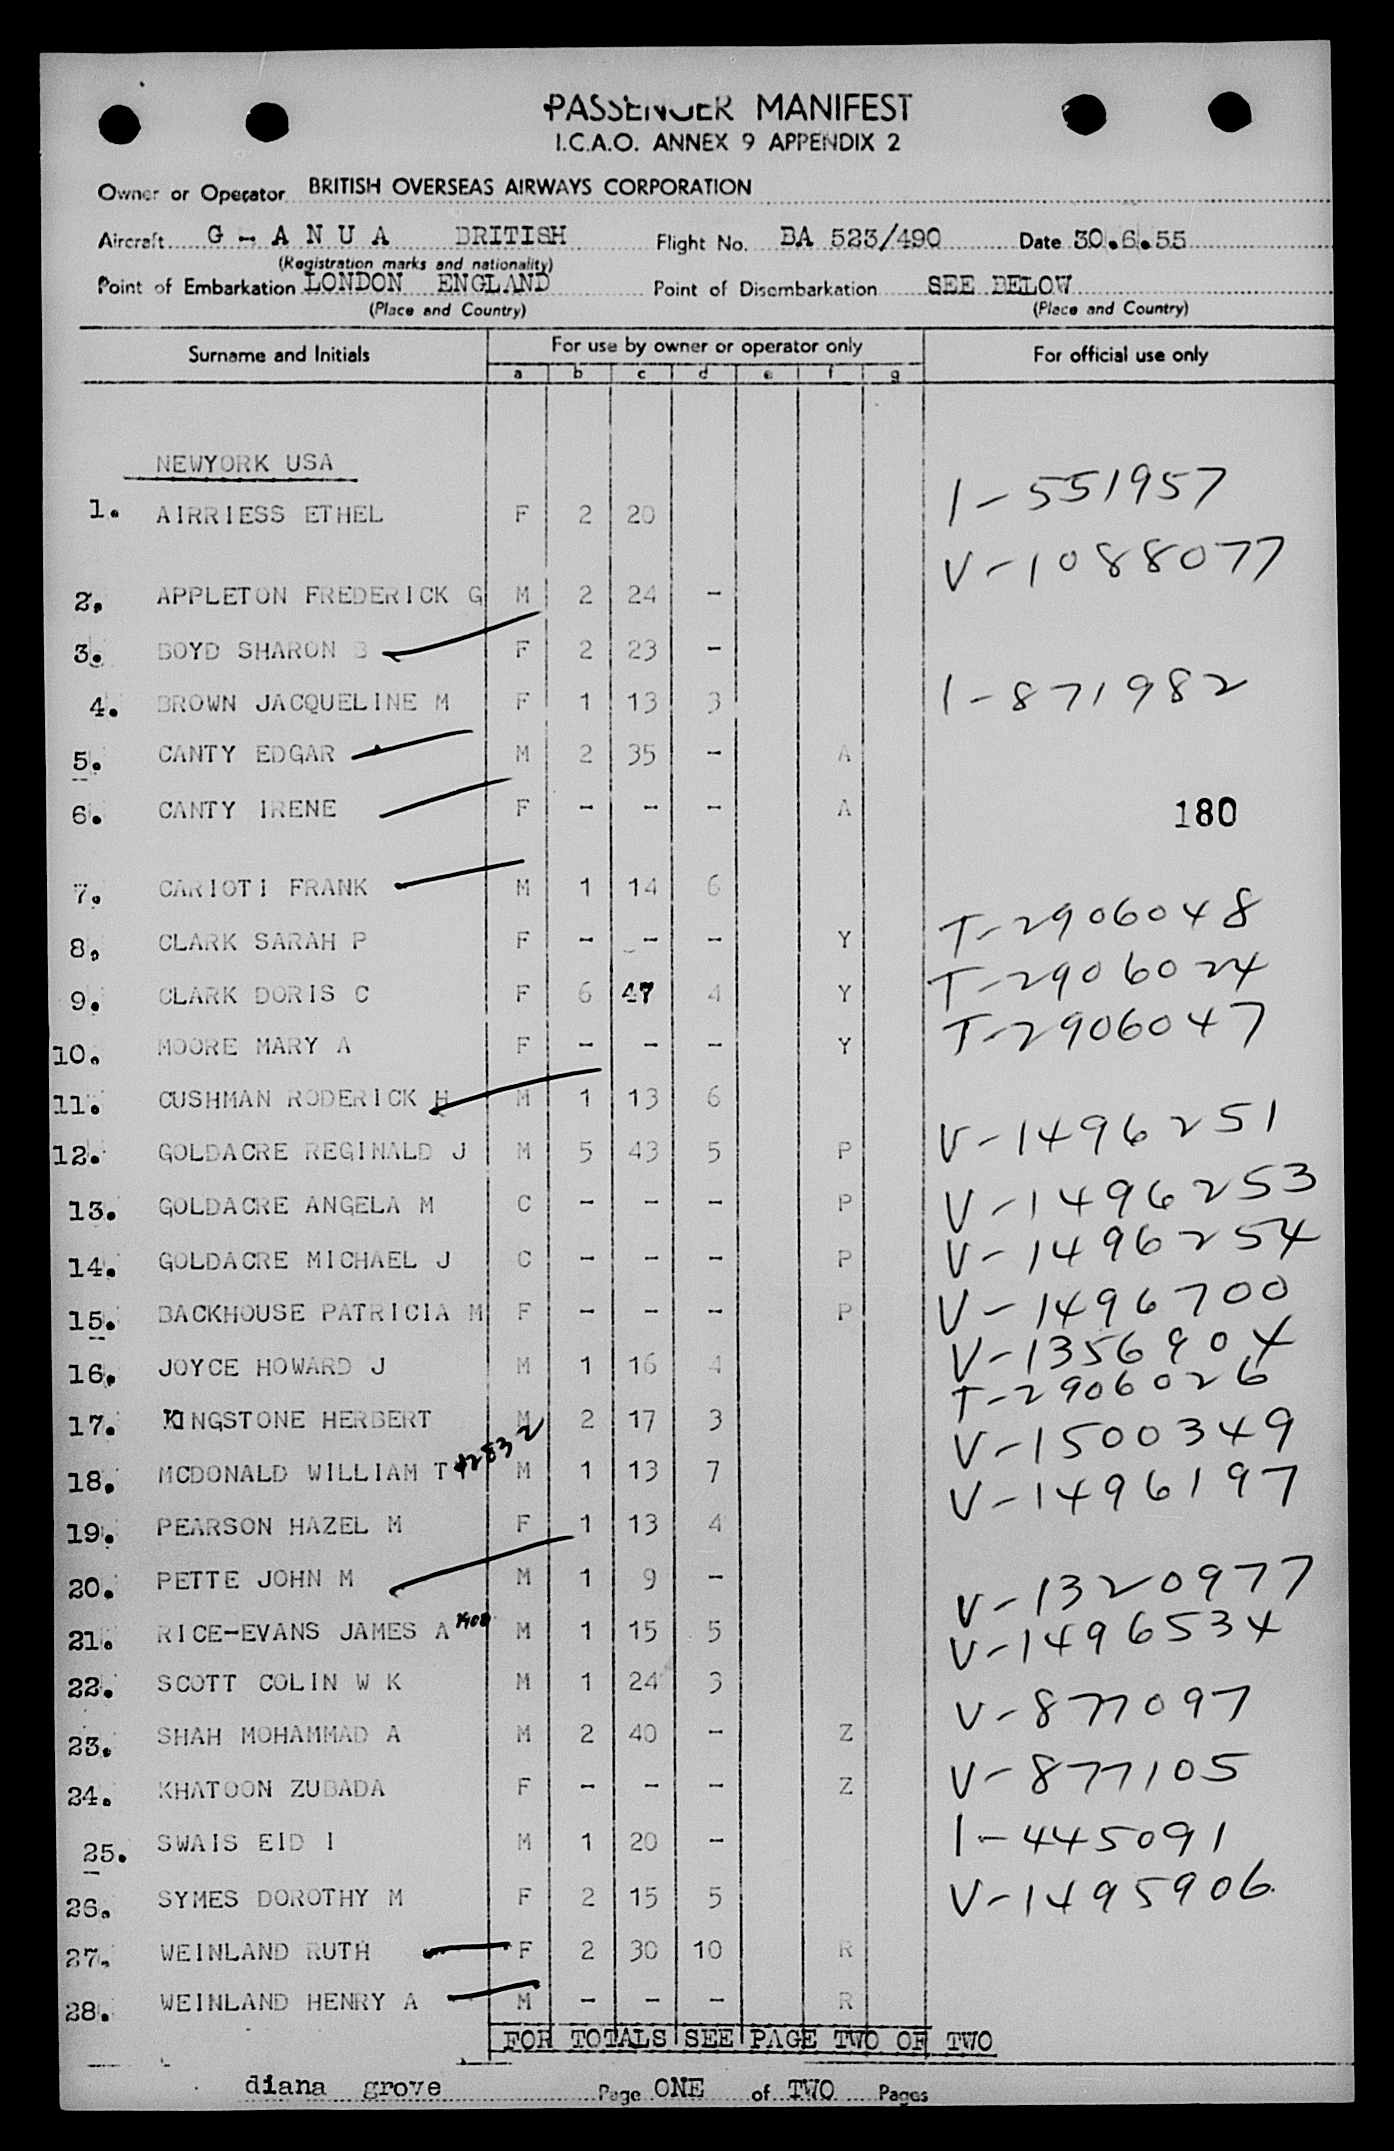 PASSENGER MANIFEST
I.C.A.O. ANNEX 9 APPENDIX 2
Owner or Operator BRITISH OVERSEAS AIRWAYS CORPORATION
Aircraft G - A N U A BRITISH Flight No. BA 523/490 Date 30.6.55
(Registration marks and nationality)
Point of Embarkation LONDON ENGLAND Point of Disembarkation SEE BELOW
(Place and Country) (Place and Country)
Surname and Initials For use by owner or operator only For official use only
a b c d e f g
NEWYORK USA
1. AIRRIESS ETHEL F 2 20 1-551957
V-1088077
2. APPLETON FREDERICK G M 2 24 -
3. BOYD SHARON B F 2 23 -
4. BROWN JACQUELINE M F 1 13 3 1-871982
5. CANTY EDGAR M 2 35 - A
6. CANTY IRENE F - - - A 180
7. CARIOTI FRANK M 1 14 6
8. CLARK SARAH P F - - - Y T-2906048
9. CLARK DORIS C F 6 47 4 Y T-2906024
10. MOORE MARY A F - - - Y T-2906047
11. CUSHMAN RODERICK H M 1 13 6
12. GOLDACRE REGINALD J M 5 43 5 P V-1496251
13. GOLDACRE ANGELA M C - - - P V-1496253
14. GOLDACRE MICHAEL J C - - - P V-1496254
15. BACKHOUSE PATRICIA M F - - - P V-1496700
16. JOYCE HOWARD J M 1 16 4 V-1356904
17. KINGSTONE HERBERT M 2 17 3 T-2906026
18. MCDONALD WILLIAM T M 1 13 7 V-1500349
19. PEARSON HAZEL M F 1 13 4 V-1496197
20. PETTE JOHN M M 1 9 -
21. RICE-EVANS JAMES A M 1 15 5 V-1320977
22. SCOTT COLIN W K M 1 24 3 V-1496534
23. SHAH MOHAMMAD A M 2 40 - Z V-877097
24. KHATOON ZUBADA F - - - Z V-877105
25. SWAIS EID I M 1 20 - 1-445091
26. SYMES DOROTHY M F 2 15 5 V-1495906
27. WEINLAND RUTH F 2 30 10 R
28. WEINLAND HENRY A M - - - R
FOR TOTALS SEE PAGE TWO OF TWO
diana grove Page ONE of TWO Pages